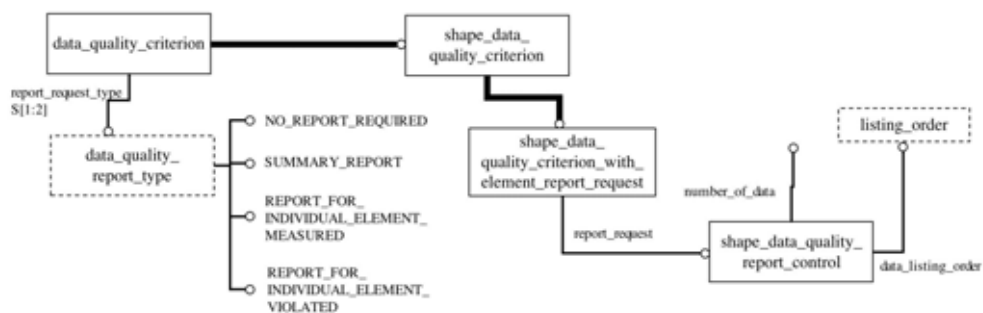 data_quality_criterion
shape_data_
quality_criterion
report_request_type
S[1:2]
data_quality_
report_type
NO_REPORT_REQUIRED
SUMMARY_REPORT
REPORT_FOR_
INDIVIDUAL_ELEMENT_
MEASURED
REPORT_FOR_
INDIVIDUAL_ELEMENT_
VIOLATED
shape_data_
quality_criterion_with_
element_report_request
listing_order
number_of_data
report_request
shape_data_quality_
report_control
data_listing_order